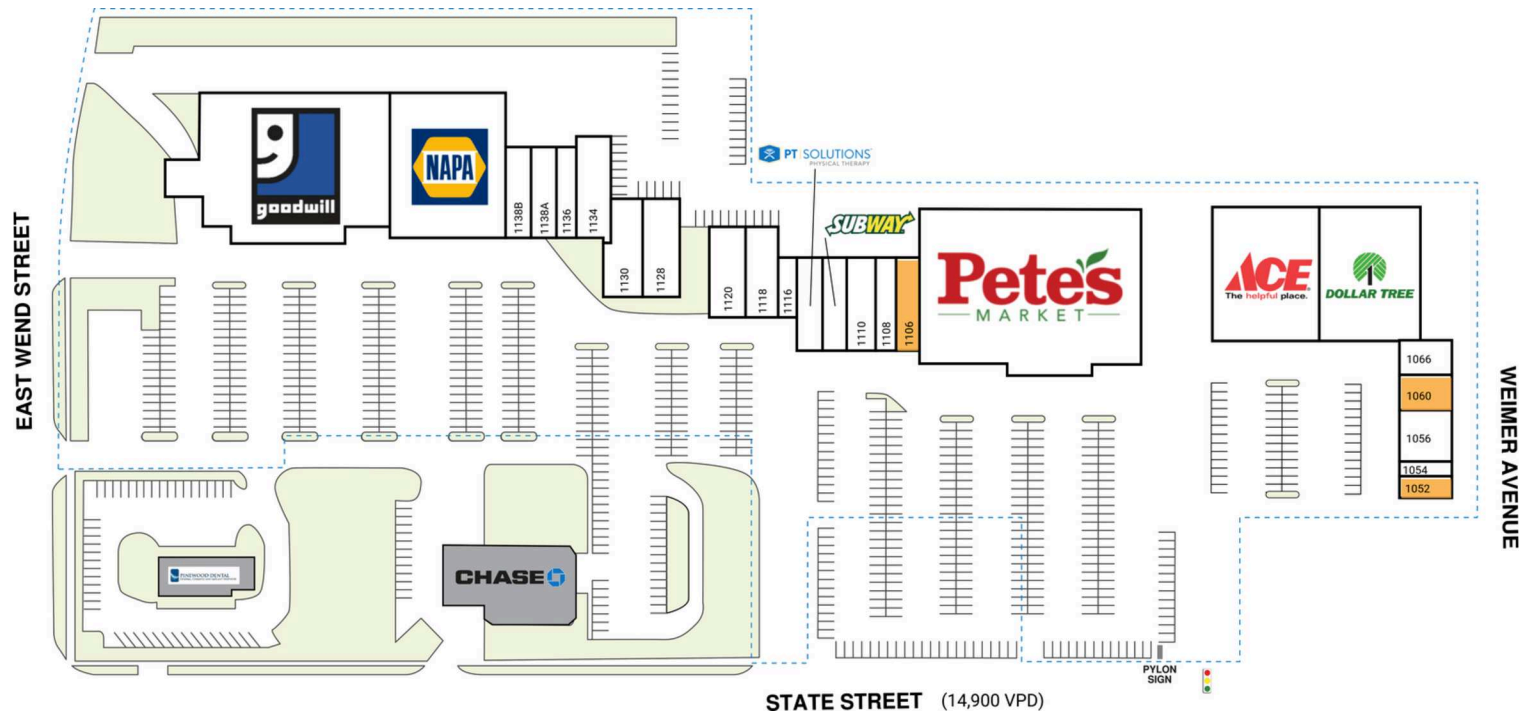 goodwill
NAPA
1138B
1138A
1136
1134
1130
1128
1120
1118
1116
PT SOLUTIONS
PHYSICAL THERAPY
SUBWAY
1110
1108
1106
Pete's
MARKET
ACE
The helpful place.
DOLLAR TREE
1066
1060
1056
1054
1052
EAST WEND STREET
WEIMER AVENUE
PINEWOOD DENTAL
CHASE
PYLON
SIGN
STATE STREET (14,900 VPD)